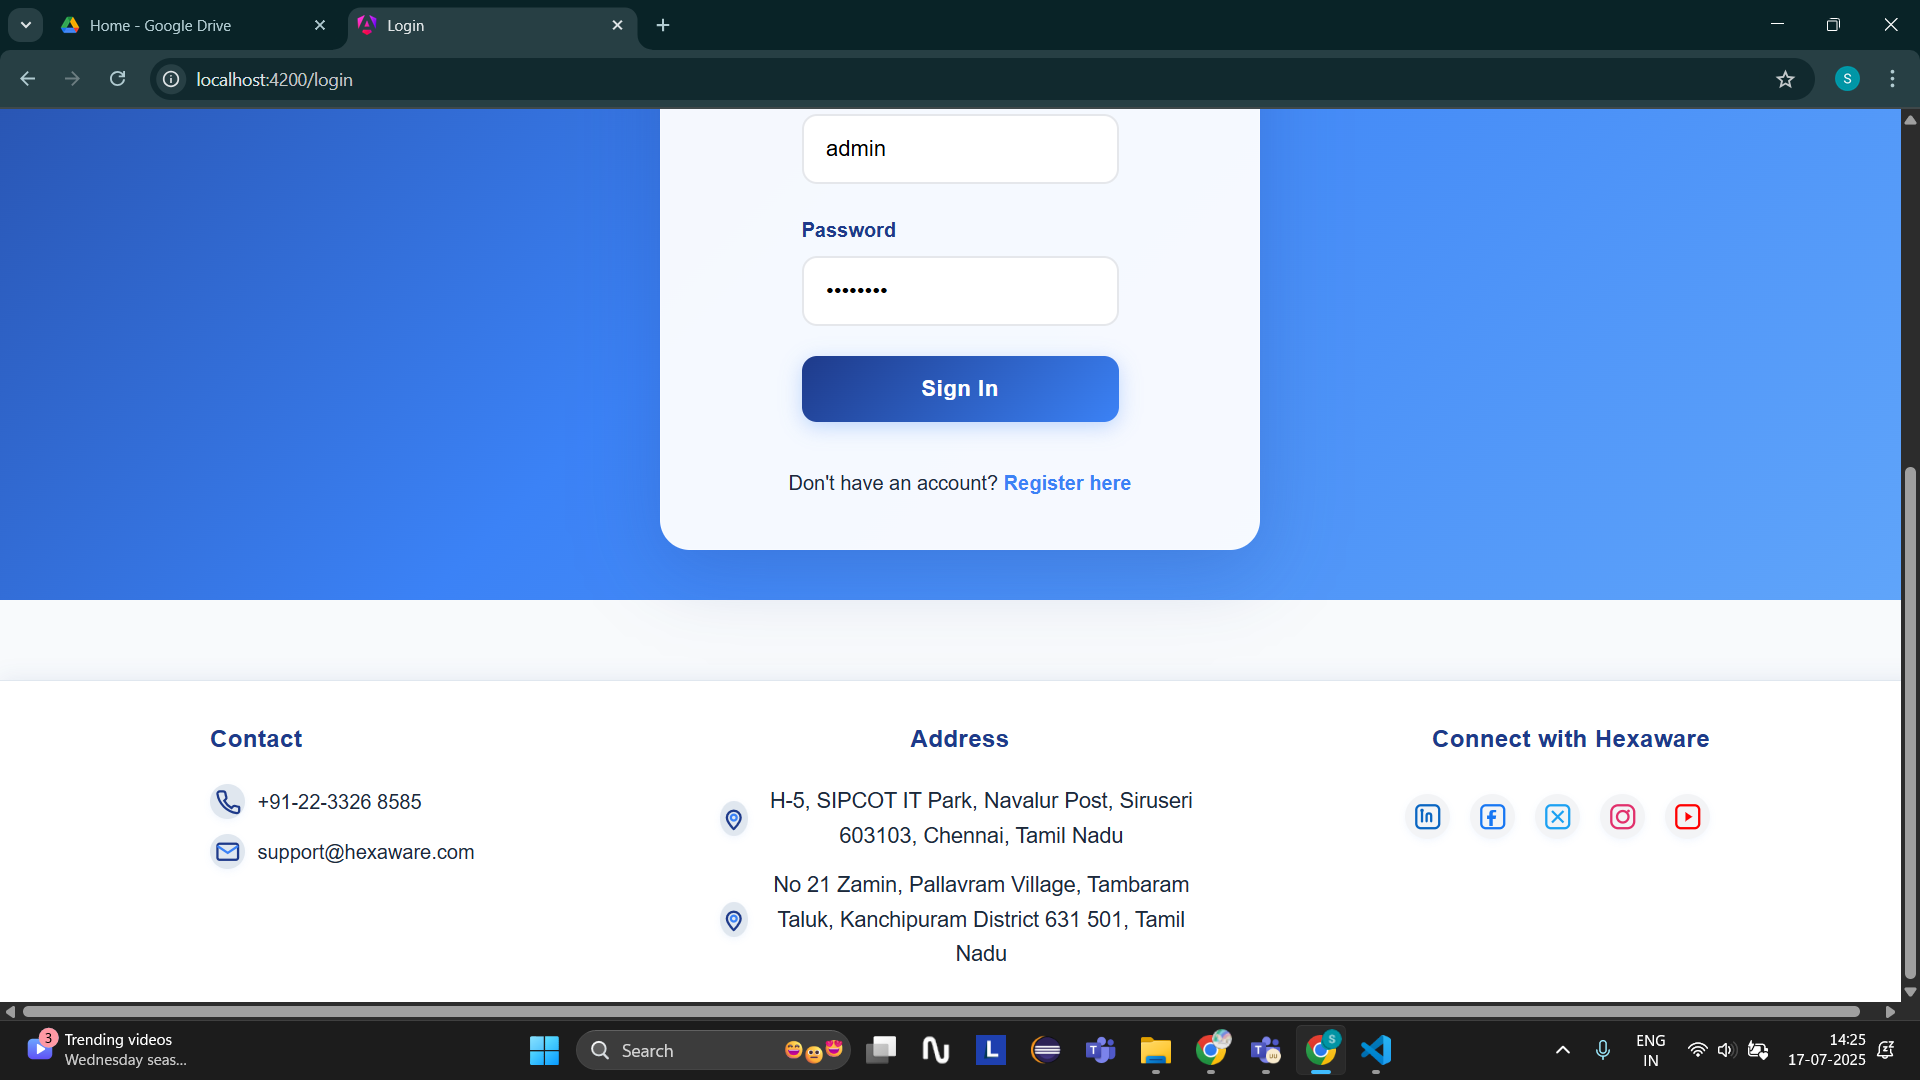 Home - Google Drive
Login
localhost:4200/login
S
admin
Password
••••••••
Sign In
Don't have an account? Register here
Contact
+91-22-3326 8585
support@hexaware.com
Address
H-5, SIPCOT IT Park, Navalur Post, Siruseri
603103, Chennai, Tamil Nadu
No 21 Zamin, Pallavram Village, Tambaram
Taluk, Kanchipuram District 631 501, Tamil
Nadu
Connect with Hexaware
3
Trending videos
Wednesday seas...
Search
L
T
T
S
ENG
IN
14:25
17-07-2025